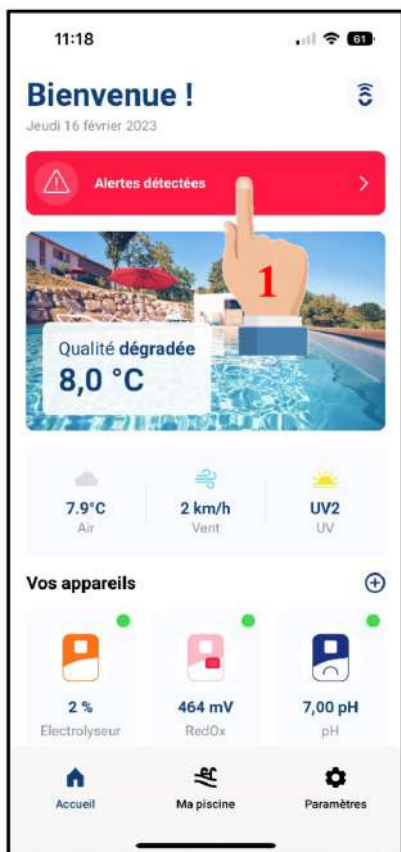 11:18
61
Bienvenue !
Jeudi 16 février 2023
Alertes détectées
1
Qualité dégradée
8,0 °C
7.9°C 2 km/h UV2
Air Vent UV
Vos appareils
2 % 464 mV 7,00 pH
Electrolyseur RedOx pH
Accueil Ma piscine Paramètres